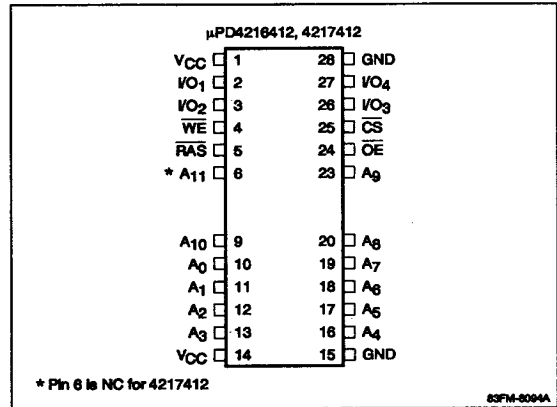 µPD4216412, 4217412
VCC 1 28 GND
I/O1 2 27 I/O4
I/O2 3 26 I/O3
WE 4 25 CS
RAS 5 24 OE
* A11 6 23 A9
A10 9 20 A8
A0 10 19 A7
A1 11 18 A6
A2 12 17 A5
A3 13 16 A4
VCC 14 15 GND
* Pin 6 is NC for 4217412
83FM-8094A